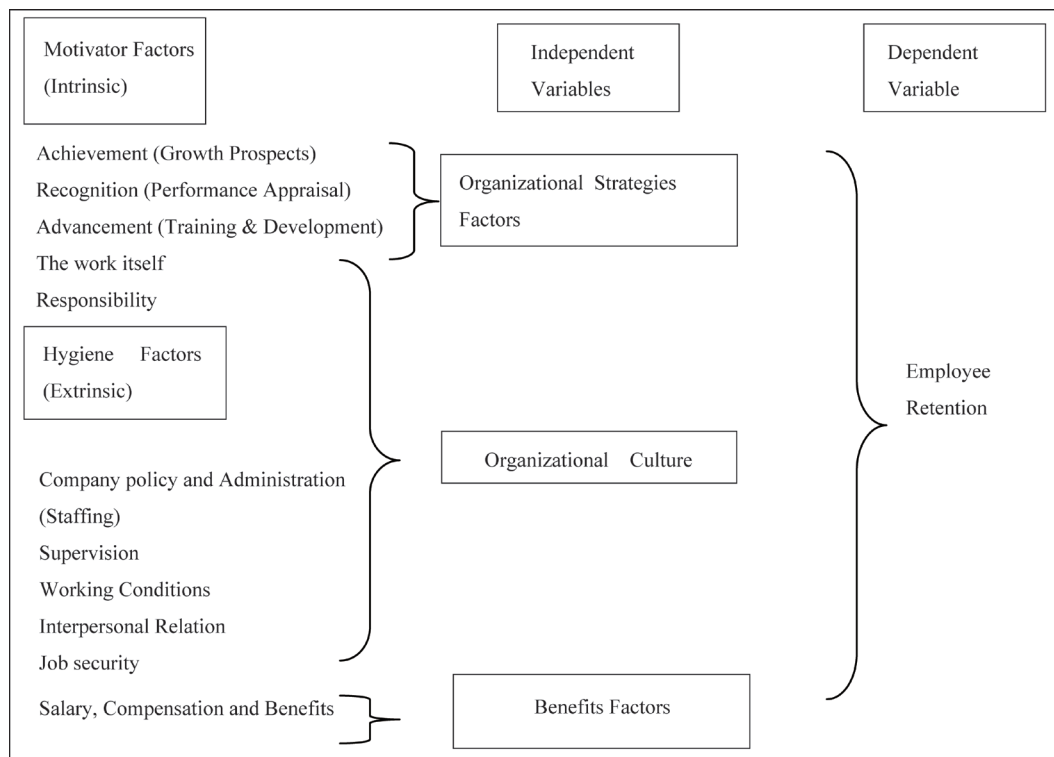 Motivator Factors
(Intrinsic)
Independent
Variables
Dependent
Variable
Achievement (Growth Prospects)
Recognition (Performance Appraisal)
Advancement (Training & Development)
The work itself
Responsibility
Organizational Strategies
Factors
Hygiene Factors
(Extrinsic)
Employee
Retention
Organizational Culture
Company policy and Administration
(Staffing)
Supervision
Working Conditions
Interpersonal Relation
Job security
Salary, Compensation and Benefits
Benefits Factors